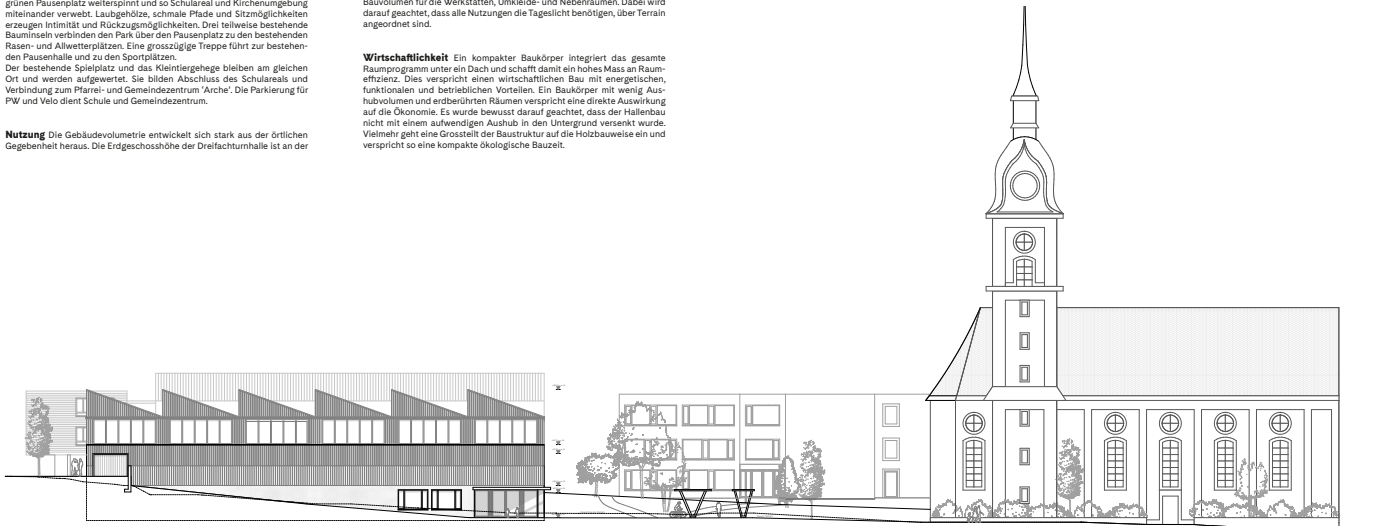 grünen Pausenplatz weiterspinnt und so Schulareal und Kirchenumgebung
miteinander verwebt. Laubgehölze, schmale Pfade und Sitzmöglichkeiten
erzeugen Intimität und Rückzugsmöglichkeiten. Drei teilweise bestehende
Bauminseln verbinden den Park über den Pausenplatz zu den bestehenden
Rasen- und Allwetterplätzen. Eine grosszügige Treppe führt zur bestehen-
den Pausenhalle und zu den Sportplätzen.
Der bestehende Spielplatz und das Kleintiergehege bleiben am gleichen
Ort und werden aufgewertet. Sie bilden Abschluss des Schulareals und
Verbindung zum Pfarrei- und Gemeindezentrum 'Arche'. Die Parkierung für
PW und Velo dient Schule und Gemeindezentrum.
Nutzung Die Gebäudevolumetrie entwickelt sich stark aus der örtlichen
Gegebenheit heraus. Die Erdgeschosshöhe der Dreifachturnhalle ist an der
Bauvolumen für die Werkstätten, Umkleide- und Nebenräumen. Dabei wird
darauf geachtet, dass alle Nutzungen die Tageslicht benötigen, über Terrain
angeordnet sind.
Wirtschaftlichkeit Ein kompakter Baukörper integriert das gesamte
Raumprogramm unter ein Dach und schafft damit ein hohes Mass an Raum-
effizienz. Dies verspricht einen wirtschaftlichen Bau mit energetischen,
funktionalen und betrieblichen Vorteilen. Ein Baukörper mit wenig Aus-
hubvolumen und erdberührten Räumen verspricht eine direkte Auswirkung
auf die Ökonomie. Es wurde bewusst darauf geachtet, dass der Hallenbau
nicht mit einem aufwendigen Aushub in den Untergrund versenkt wurde.
Vielmehr geht eine Grossteilt der Baustruktur auf die Holzbauweise ein und
verspricht so eine kompakte ökologische Bauzeit.